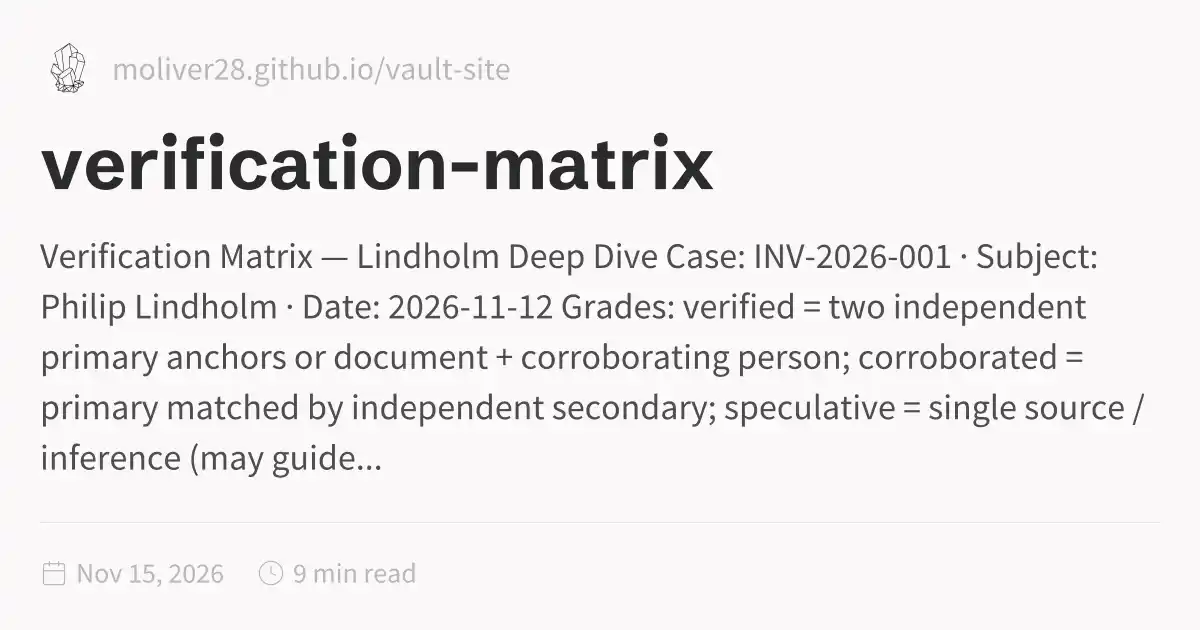 moliver28.github.io/vault-site
verification-matrix
Verification Matrix — Lindholm Deep Dive Case: INV-2026-001 · Subject:
Philip Lindholm · Date: 2026-11-12 Grades: verified = two independent
primary anchors or document + corroborating person; corroborated =
primary matched by independent secondary; speculative = single source /
inference (may guide...
Nov 15, 2026 9 min read